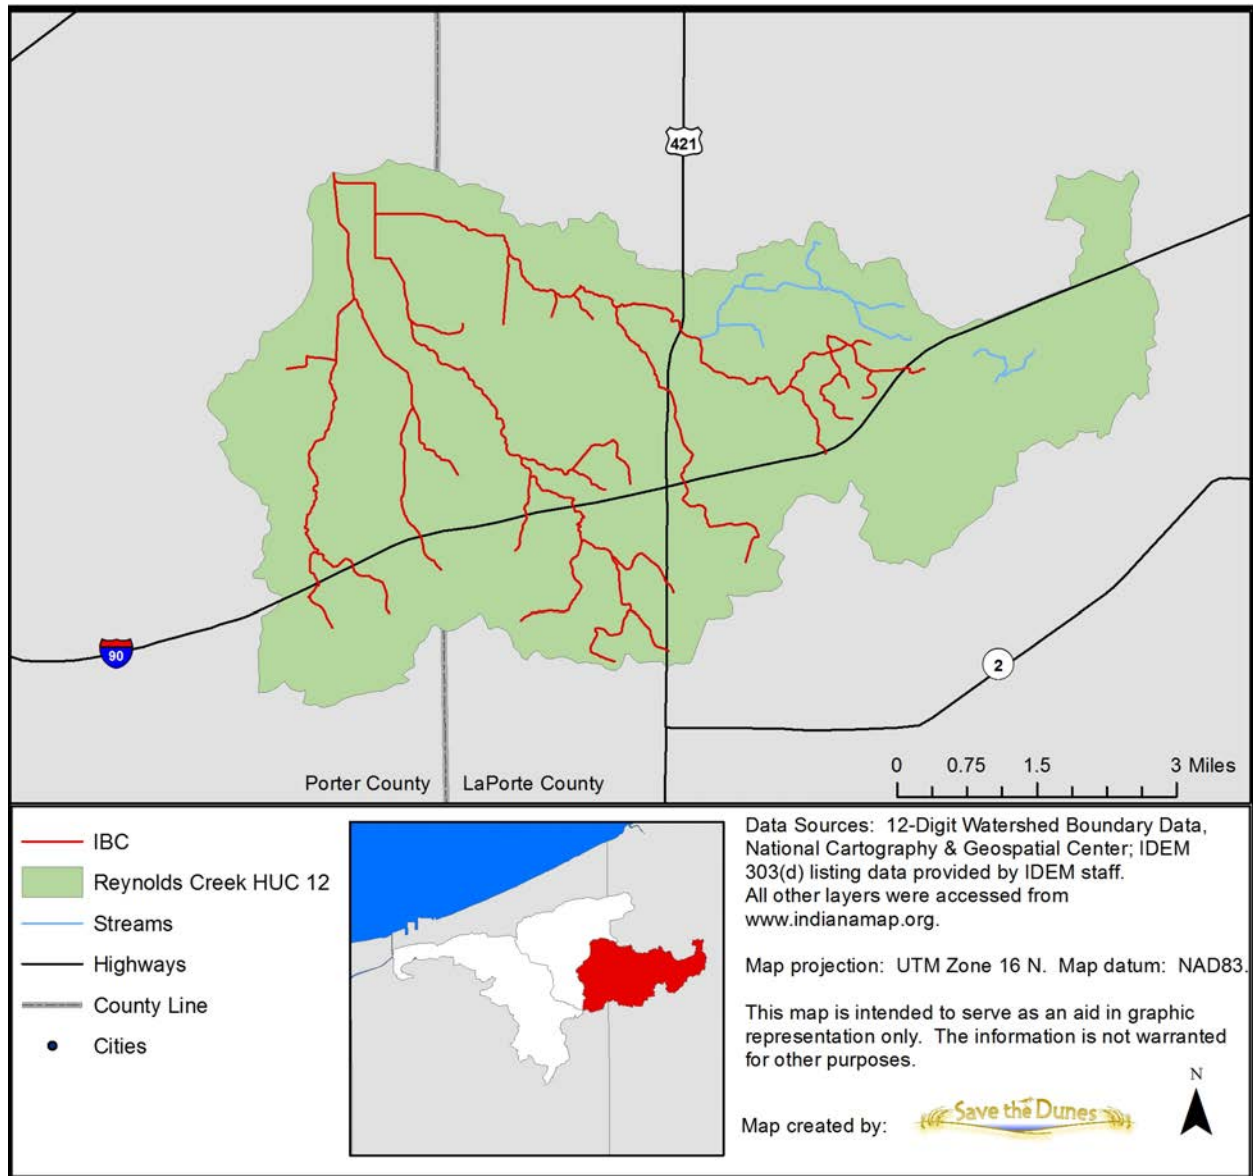 421
90
2
Porter County
LaPorte County
0 0.75 1.5 3 Miles
IBC
Reynolds Creek HUC 12
Streams
Highways
County Line
Cities
Data Sources: 12-Digit Watershed Boundary Data,
National Cartography & Geospatial Center; IDEM
303(d) listing data provided by IDEM staff.
All other layers were accessed from
www.indianamap.org.
Map projection: UTM Zone 16 N. Map datum: NAD83.
This map is intended to serve as an aid in graphic
representation only. The information is not warranted
for other purposes.
N
Map created by:
Save the Dunes